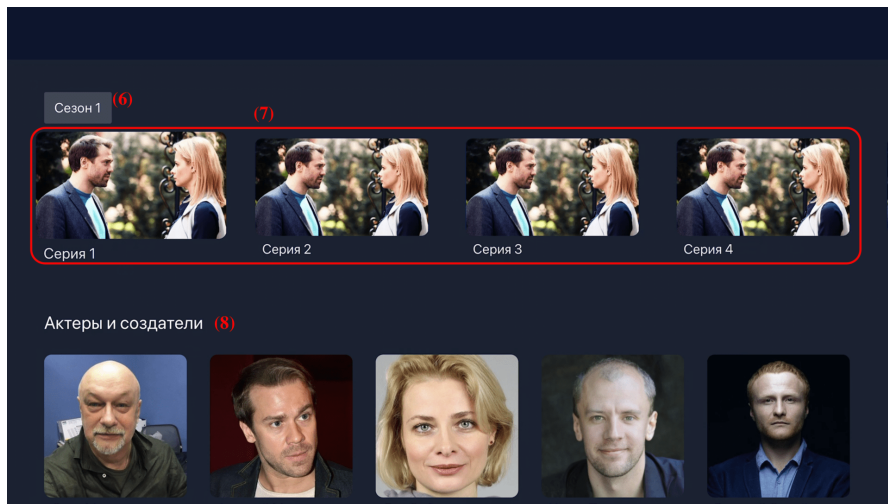 Сезон 1 (6)
(7)
Серия 1
Серия 2
Серия 3
Серия 4
Актеры и создатели (8)